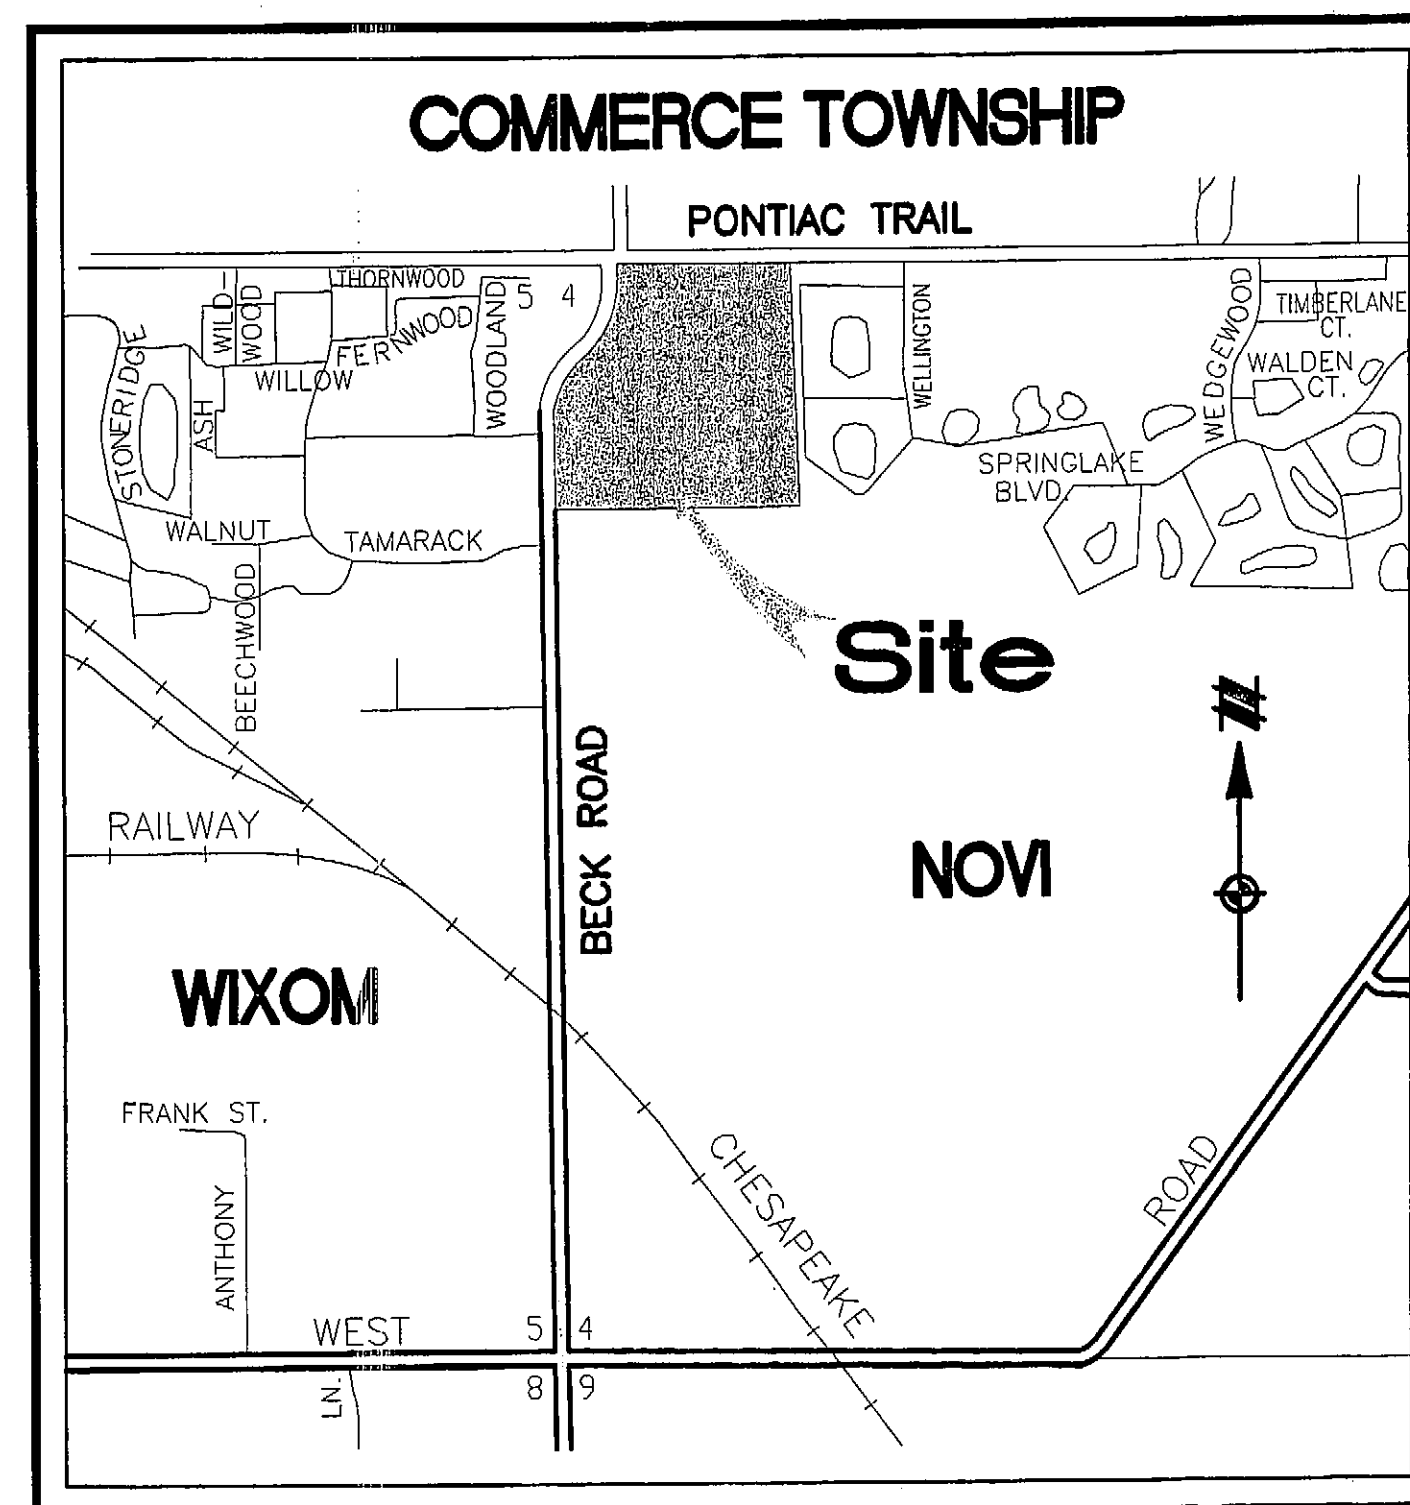 COMMERCE TOWNSHIP
PONTIAC TRAIL
THORNWOOD
WILD-
WOOD
FERNWOOD
WOODLAND
5 4
WELLINGTON
WEDGEWOOD
TIMBERLANE
CT.
WALDEN
CT.
STONERIDGE
WILLOW
ASH
SPRINGLAKE
BLVD.
WALNUT
TAMARACK
BEECHWOOD
Site
N
RAILWAY
BECK ROAD
NOVI
WIXOM
FRANK ST.
ANTHONY
CHESAPEAKE
ROAD
WEST
5 4
8 9
LN.